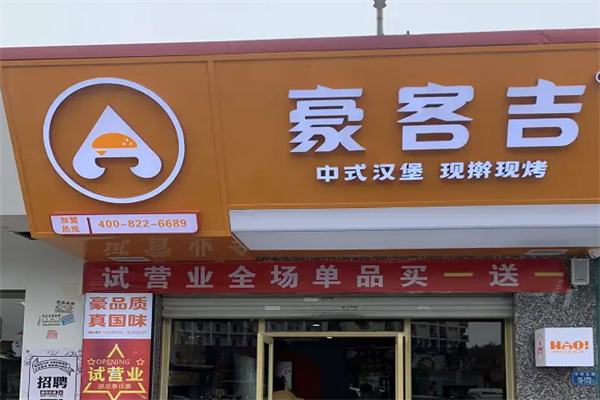 豪客吉
中式汉堡 现擀现烤
加盟
热线
400-822-6689
试营业全场单品买一送一
豪品质
真国味
OPENING
试营业
招聘
HAO!